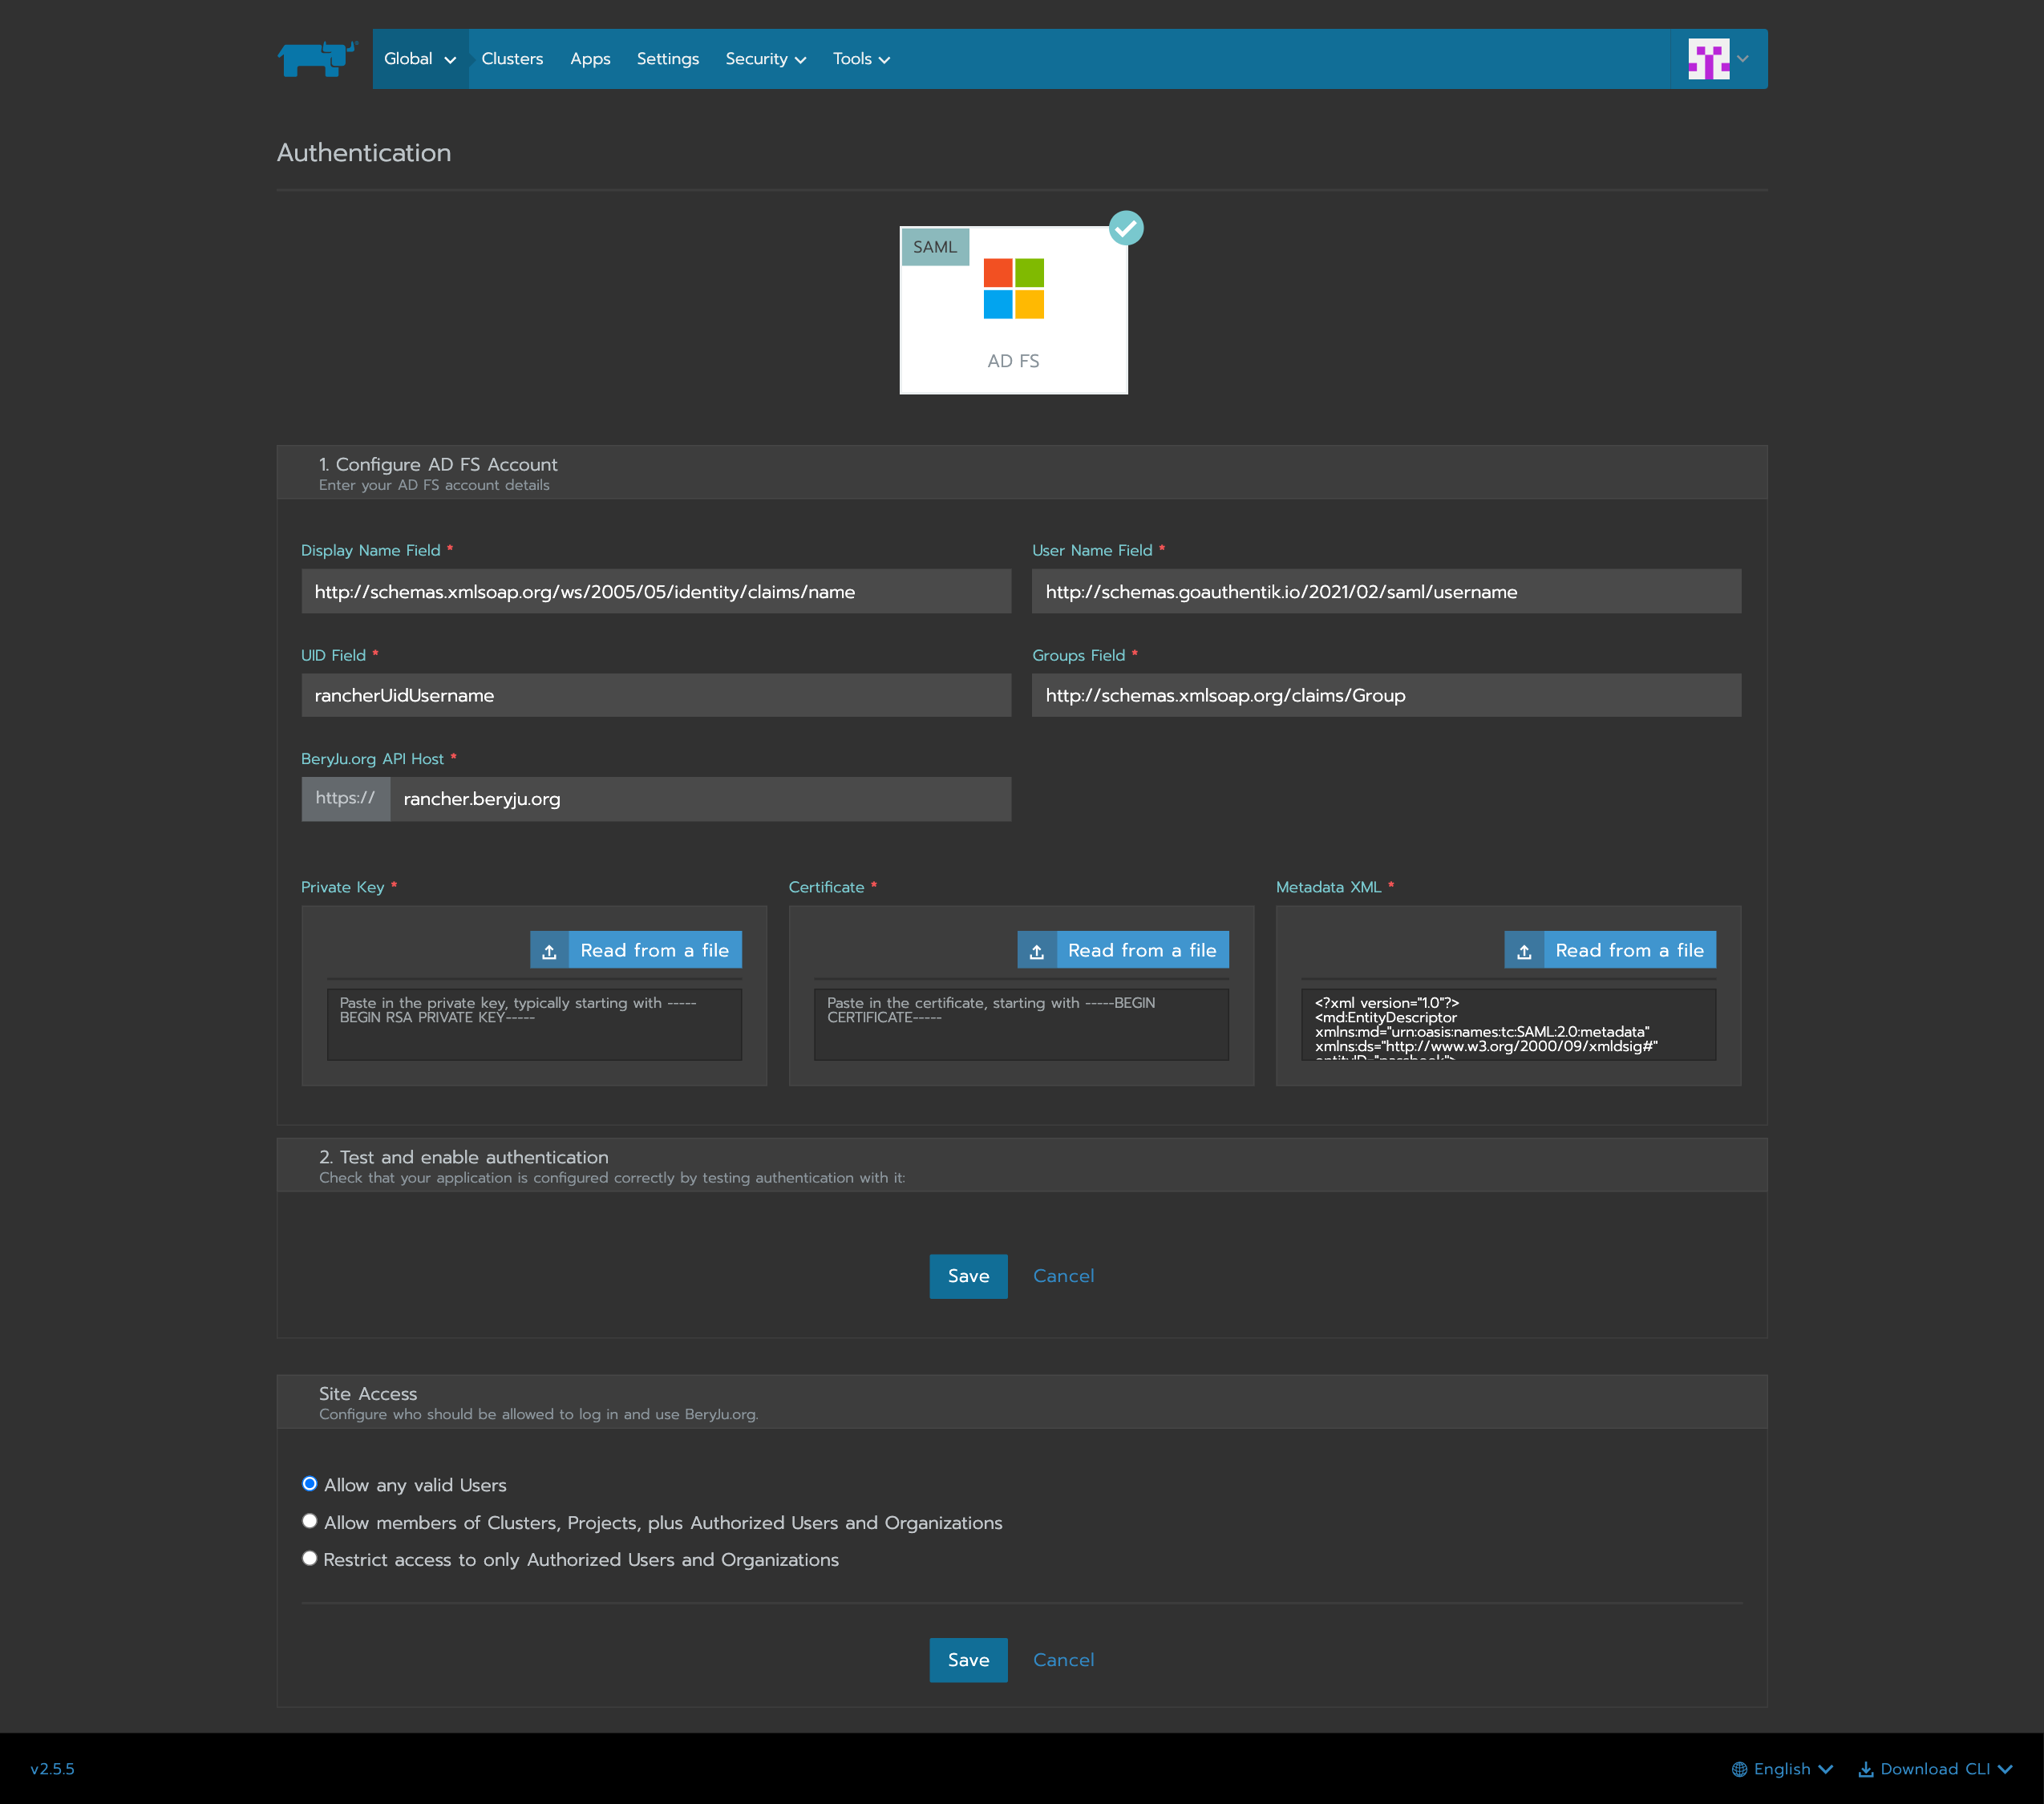 Global Clusters Apps Settings Security Tools
Authentication
SAML
AD FS
1. Configure AD FS Account
Enter your AD FS account details
Display Name Field * User Name Field *
http://schemas.xmlsoap.org/ws/2005/05/identity/claims/name http://schemas.goauthentik.io/2021/02/saml/username
UID Field * Groups Field *
rancherUidUsername http://schemas.xmlsoap.org/claims/Group
BeryJu.org API Host *
https:// rancher.beryju.org
Private Key * Certificate * Metadata XML *
Read from a file Read from a file Read from a file
Paste in the private key, typically starting with -----
BEGIN RSA PRIVATE KEY-----
Paste in the certificate, starting with -----BEGIN
CERTIFICATE-----
<?xml version="1.0"?>
<md:EntityDescriptor
xmlns:md="urn:oasis:names:tc:SAML:2.0:metadata"
xmlns:ds="http://www.w3.org/2000/09/xmldsig#"
2. Test and enable authentication
Check that your application is configured correctly by testing authentication with it:
Save Cancel
Site Access
Configure who should be allowed to log in and use BeryJu.org.
Allow any valid Users
Allow members of Clusters, Projects, plus Authorized Users and Organizations
Restrict access to only Authorized Users and Organizations
Save Cancel
v2.5.5 English Download CLI